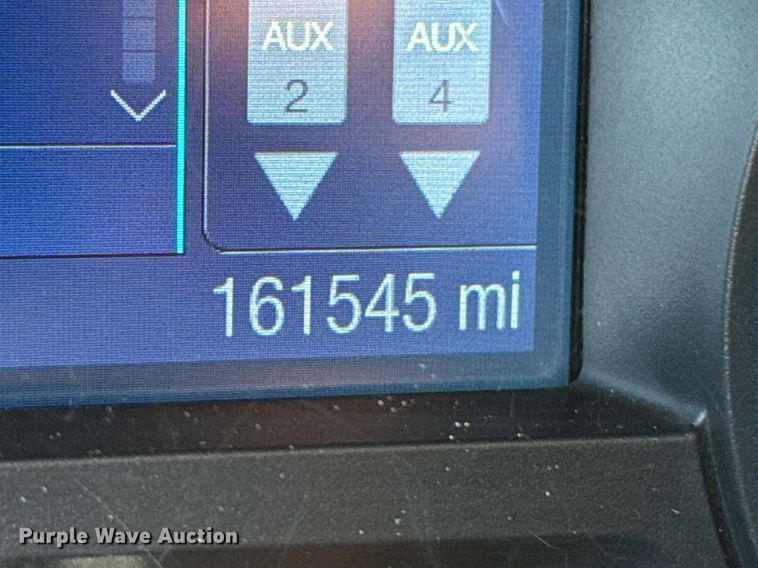 AUX AUX
2 4
161545 mi
Purple Wave Auction